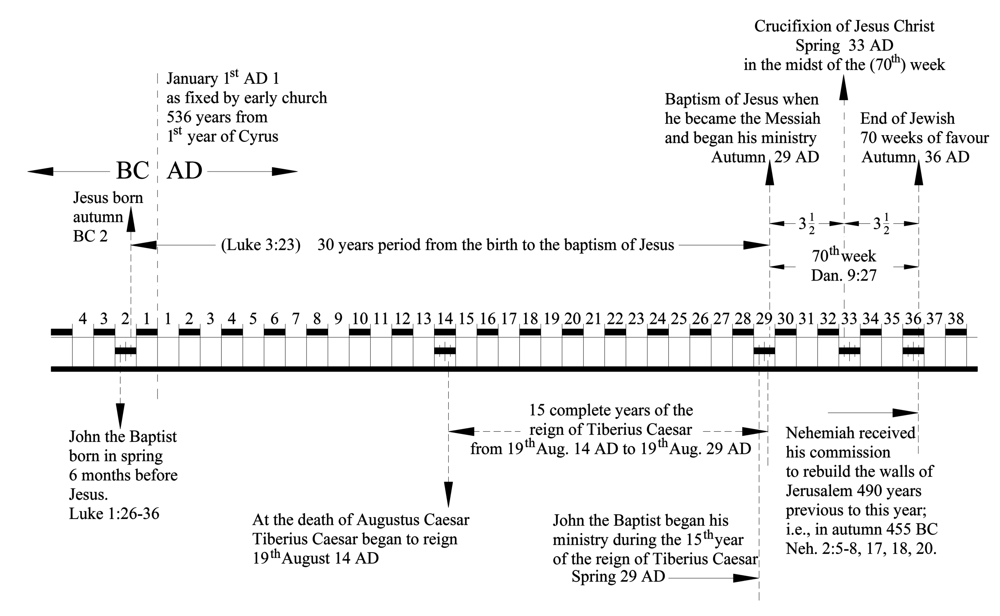 Crucifixion of Jesus Christ
Spring 33 AD
in the midst of the (70th) week
January 1st AD 1
as fixed by early church
536 years from
1st year of Cyrus
Baptism of Jesus when
he became the Messiah
and began his ministry
Autumn 29 AD
End of Jewish
70 weeks of favour
Autumn 36 AD
BC AD
Jesus born
autumn
BC 2
3 1/2 3 1/2
(Luke 3:23) 30 years period from the birth to the baptism of Jesus
70th week
Dan. 9:27
4 3 2 1 1 2 3 4 5 6 7 8 9 10 11 12 13 14 15 16 17 18 19 20 21 22 23 24 25 26 27 28 29 30 31 32 33 34 35 36 37 38
15 complete years of the
reign of Tiberius Caesar
from 19th Aug. 14 AD to 19th Aug. 29 AD
John the Baptist
born in spring
6 months before
Jesus.
Luke 1:26-36
Nehemiah received
his commission
to rebuild the walls of
Jerusalem 490 years
previous to this year;
i.e., in autumn 455 BC
Neh. 2:5-8, 17, 18, 20.
At the death of Augustus Caesar
Tiberius Caesar began to reign
19th August 14 AD
John the Baptist began his
ministry during the 15th year
of the reign of Tiberius Caesar
Spring 29 AD